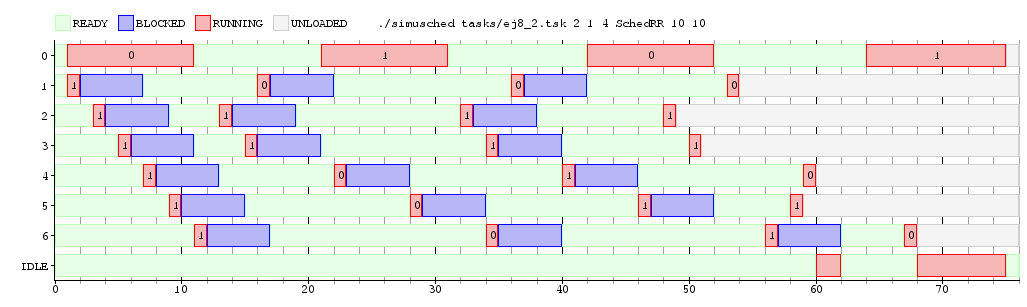 READY BLOCKED RUNNING UNLOADED ./simusched tasks/ej8_2.tsk 2 1 4 SchedRR 10 10
0 0 1 0 1
1 1 0 0 0
2 1 1 1 1
3 1 1 1 1
4 1 0 1 0
5 1 0 1 1
6 1 0 1 0
IDLE
0 10 20 30 40 50 60 70